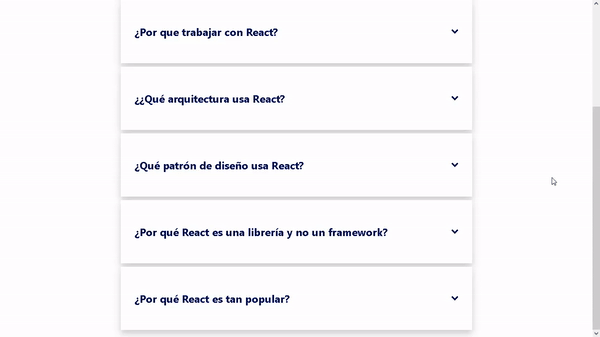 ¿Por que trabajar con React?
¿¿Qué arquitectura usa React?
¿Qué patrón de diseño usa React?
¿Por qué React es una librería y no un framework?
¿Por qué React es tan popular?